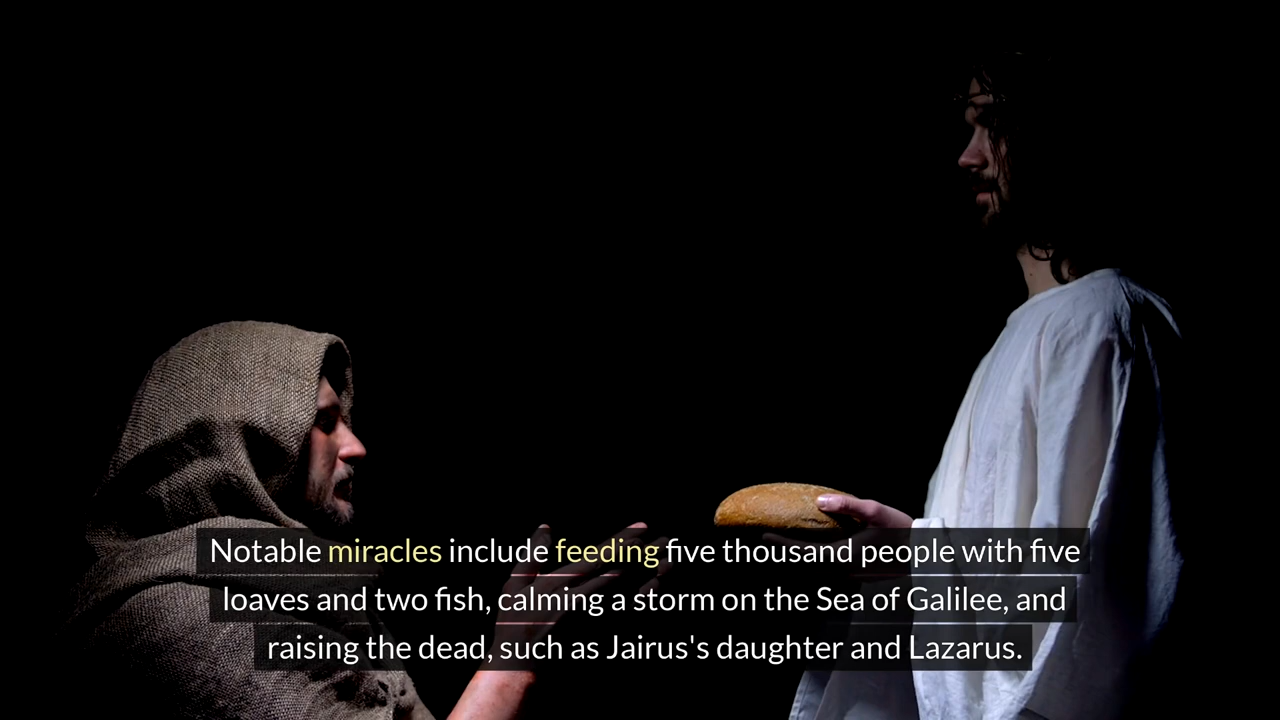 Notable miracles include feeding five thousand people with five
loaves and two fish, calming a storm on the Sea of Galilee, and
raising the dead, such as Jairus's daughter and Lazarus.